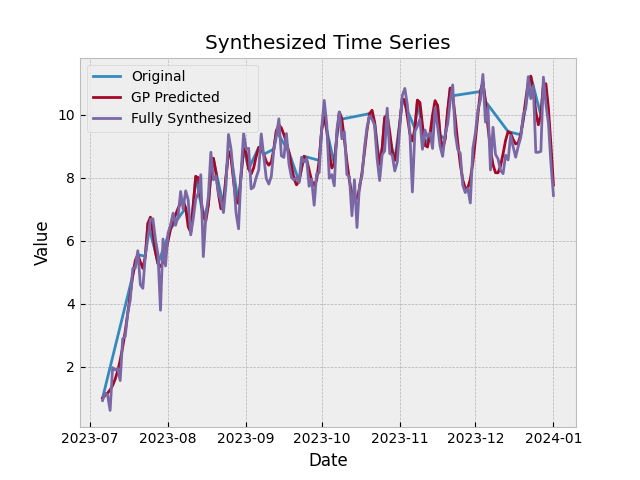 Synthesized Time Series
Original
GP Predicted
Fully Synthesized
Value
10
8
6
4
2
2023-07 2023-08 2023-09 2023-10 2023-11 2023-12 2024-01
Date